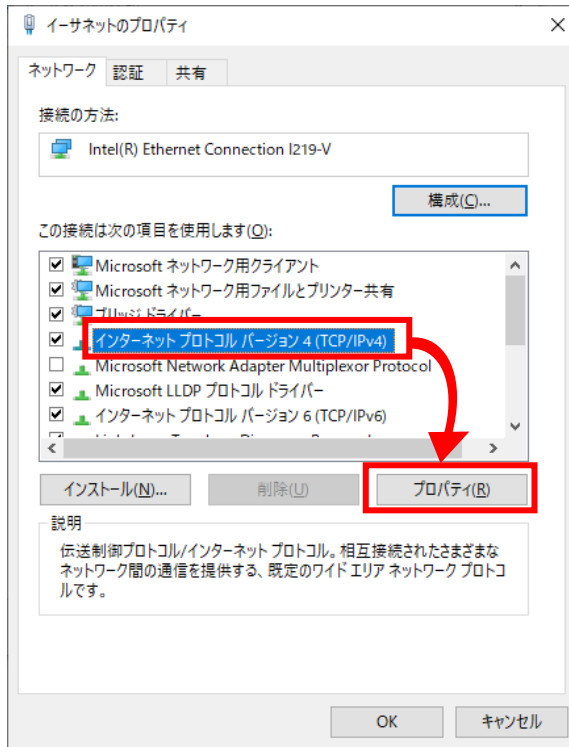 イーサネットのプロパティ
ネットワーク 認証 共有
接続の方法:
Intel(R) Ethernet Connection I219-V
構成(C)...
この接続は次の項目を使用します(O):
Microsoft ネットワーク用クライアント
Microsoft ネットワーク用ファイルとプリンター共有
ブリッジ ドライバー
インターネット プロトコル バージョン 4 (TCP/IPv4)
Microsoft Network Adapter Multiplexor Protocol
Microsoft LLDP プロトコル ドライバー
インターネット プロトコル バージョン 6 (TCP/IPv6)
インストール(N)... 削除(U) プロパティ(R)
説明
伝送制御プロトコル/インターネット プロトコル。相互接続されたさまざまな
ネットワーク間の通信を提供する、既定のワイド エリア ネットワーク プロトコ
ルです。
OK キャンセル